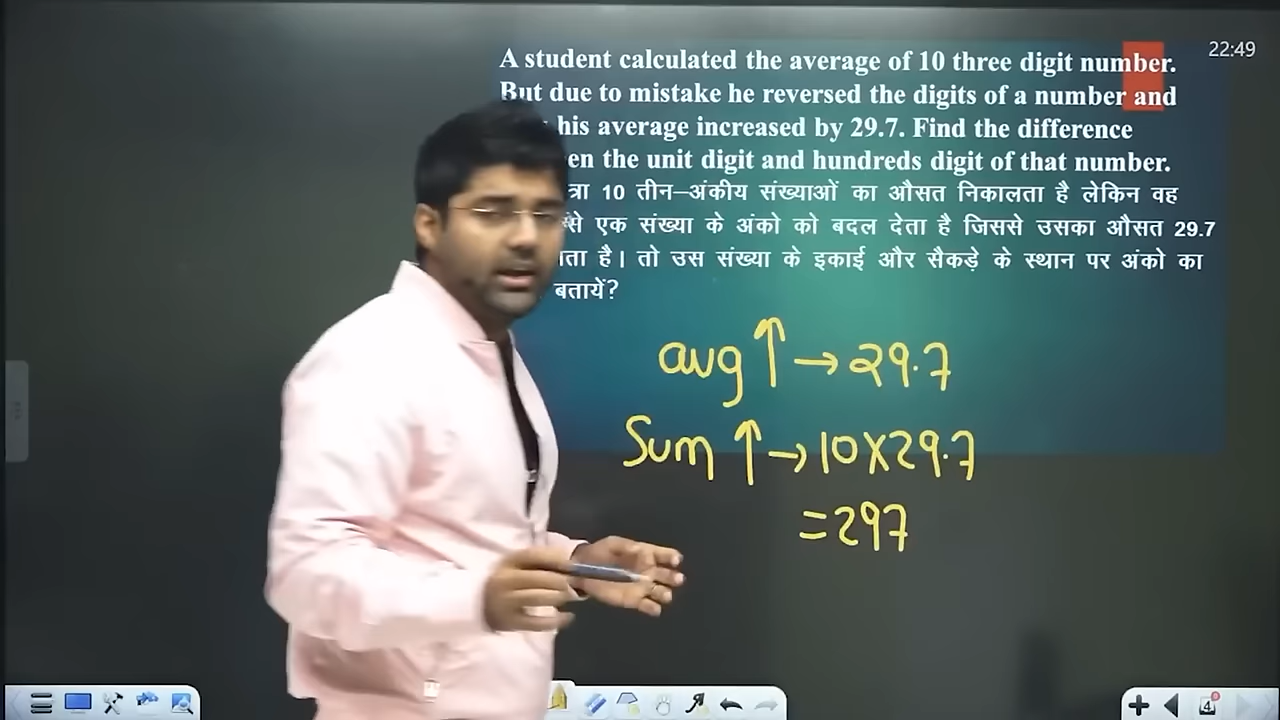 22:49
A student calculated the average of 10 three digit number.
But due to mistake he reversed the digits of a number and
his average increased by 29.7. Find the difference
the unit digit and hundreds digit of that number.
10 तीन–अंकीय संख्याओं का औसत निकालता है लेकिन वह
एक संख्या के अंको को बदल देता है जिससे उसका औसत 29.7
है। तो उस संख्या के इकाई और सैकड़े के स्थान पर अंको का
बतायें?
avg ↑ → 29.7
Sum ↑ → 10X29.7
= 297